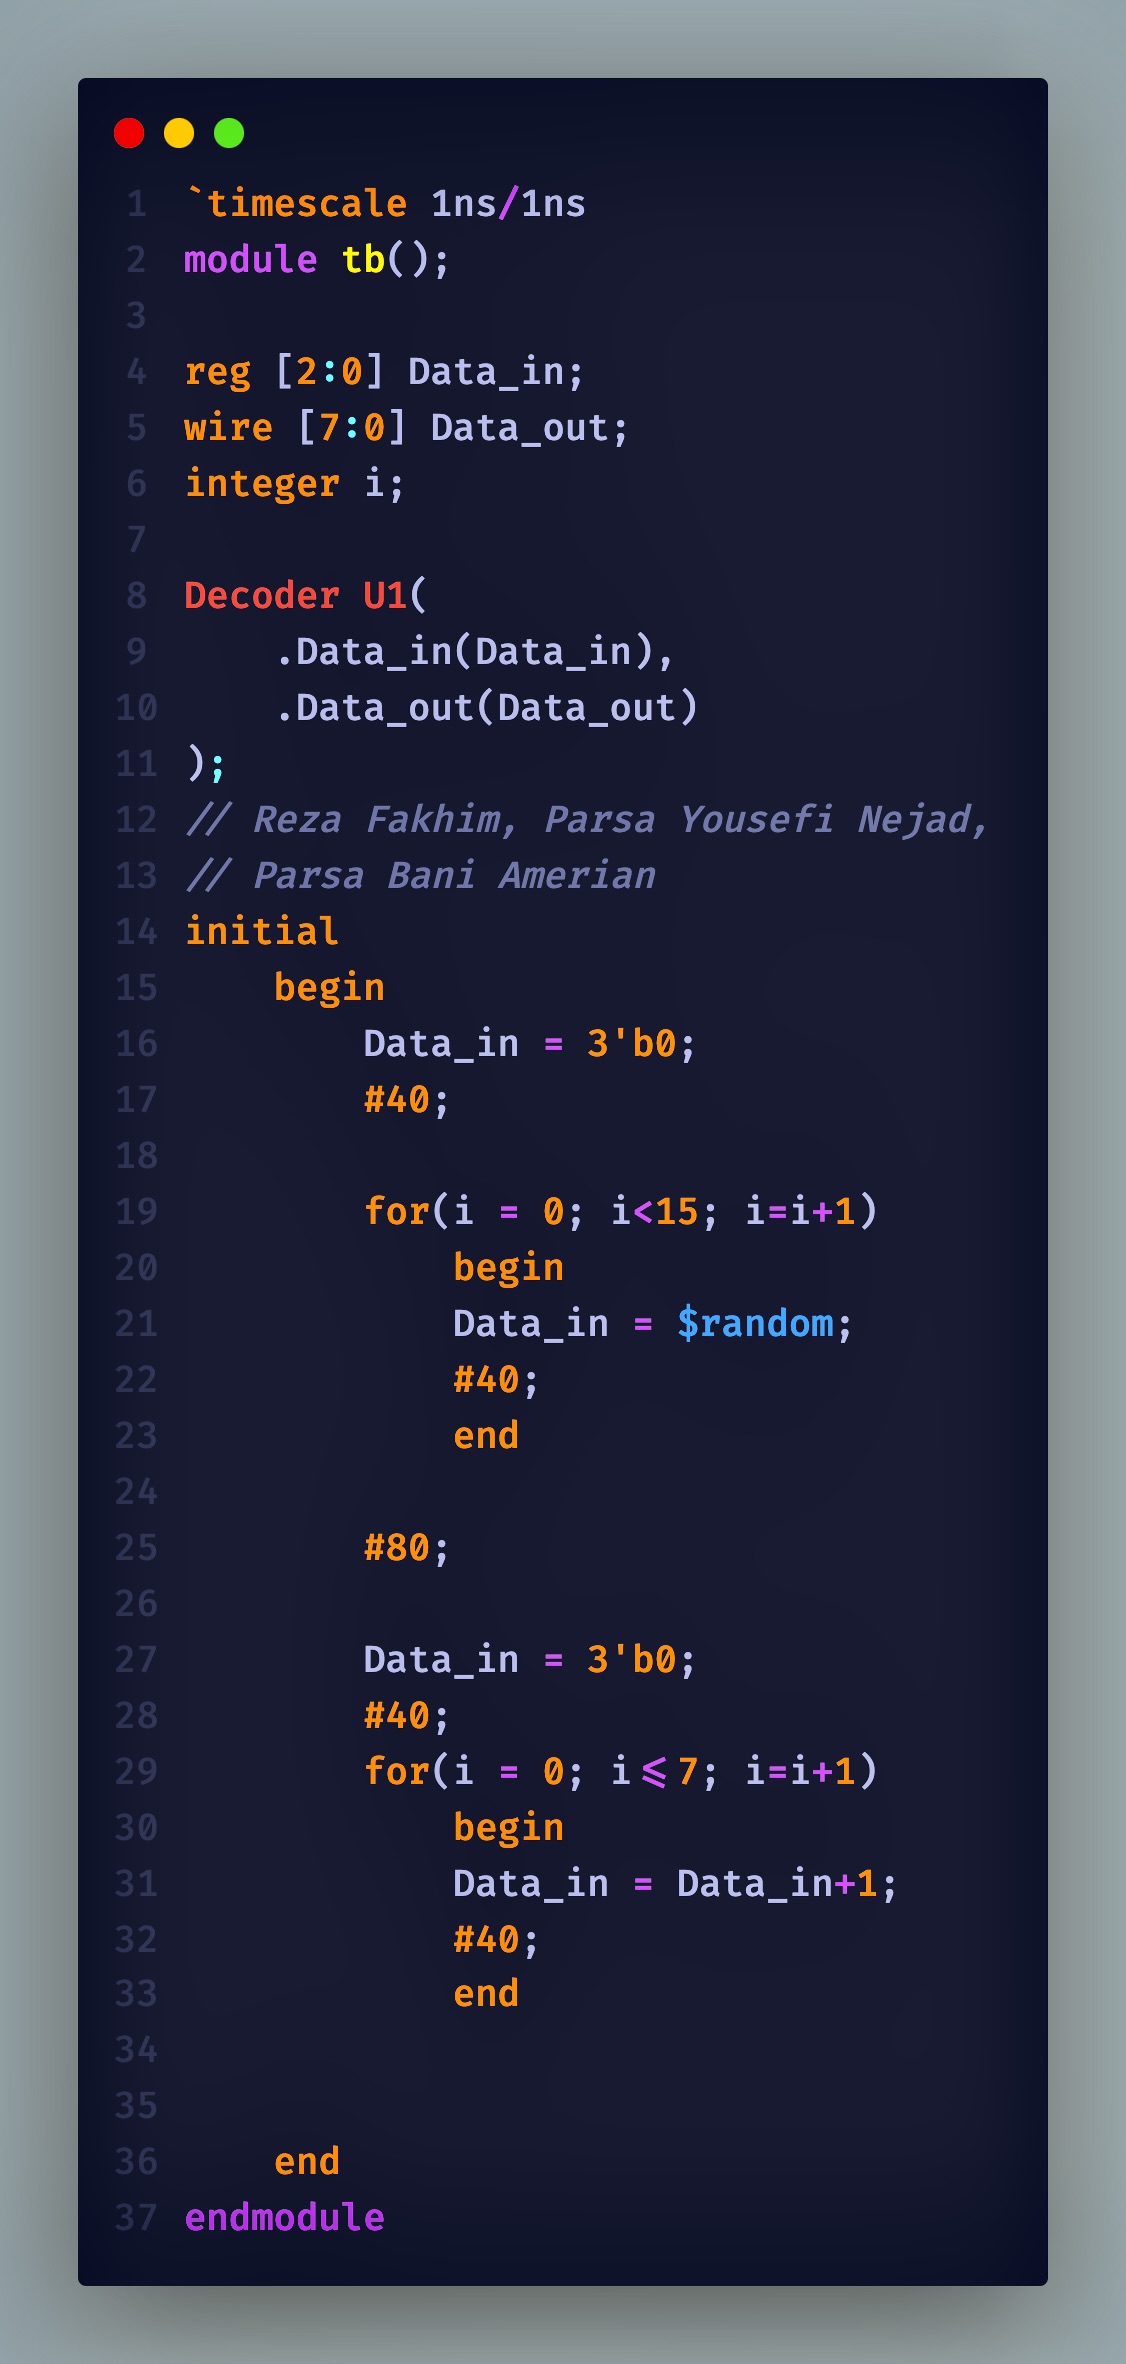 1 `timescale 1ns/1ns
2 module tb();
3
4 reg [2:0] Data_in;
5 wire [7:0] Data_out;
6 integer i;
7
8 Decoder U1(
9     .Data_in(Data_in),
10     .Data_out(Data_out)
11 );
12 // Reza Fakhim, Parsa Yousefi Nejad,
13 // Parsa Bani Amerian
14 initial
15     begin
16         Data_in = 3'b0;
17         #40;
18
19         for(i = 0; i<15; i=i+1)
20             begin
21             Data_in = $random;
22             #40;
23             end
24
25         #80;
26
27         Data_in = 3'b0;
28         #40;
29         for(i = 0; i<=7; i=i+1)
30             begin
31             Data_in = Data_in+1;
32             #40;
33             end
34
35
36     end
37 endmodule